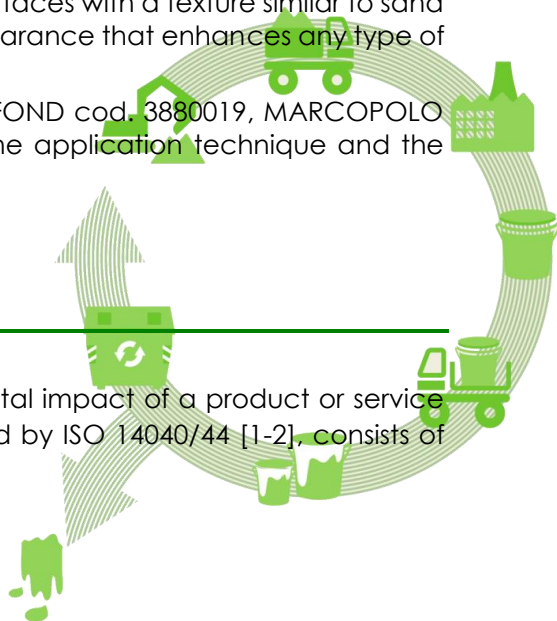 faces with a texture similar to sand
arance that enhances any type of
FOND cod. 3880019, MARCOPOLO
ne application technique and the
tal impact of a product or service
d by ISO 14040/44 [1-2], consists of